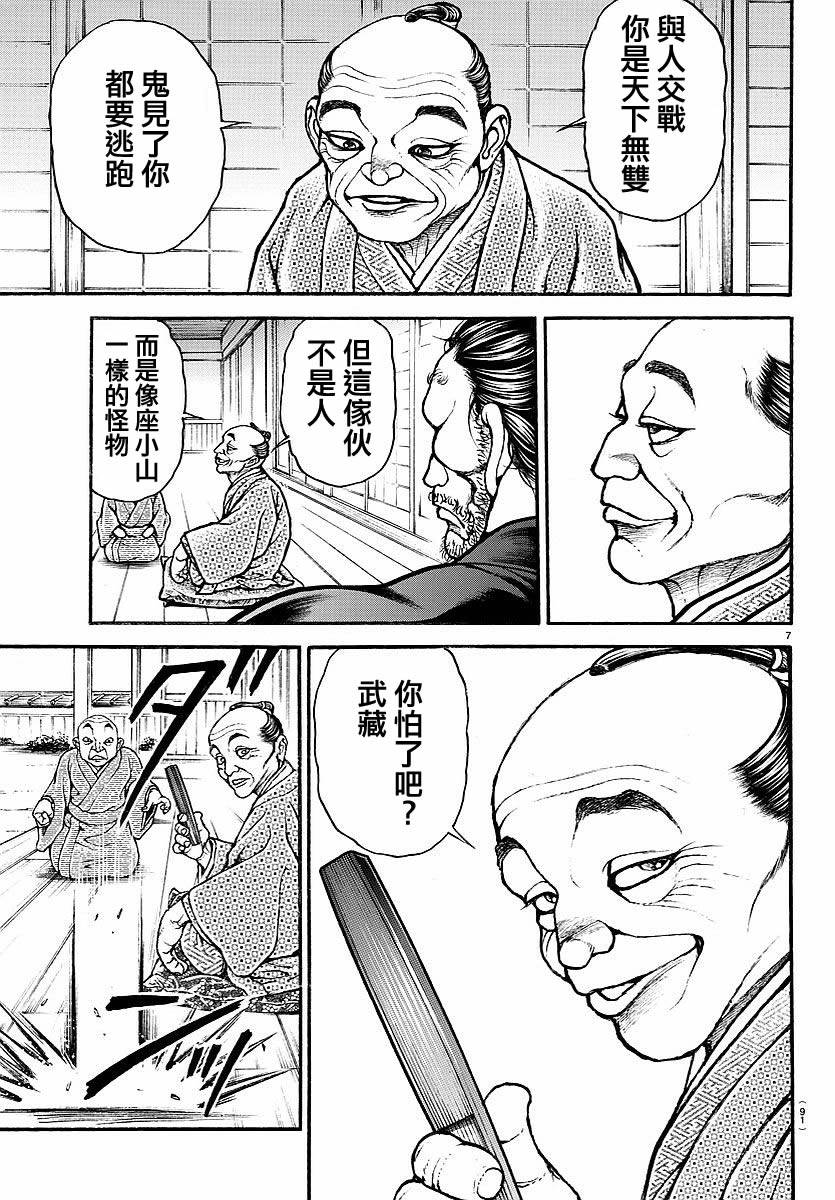 與人交戰
你是天下無雙
鬼見了你
都要逃跑
但這傢伙
不是人
而是像座小山
一樣的怪物
7
你怕了吧？
武藏
ダッ
（91）